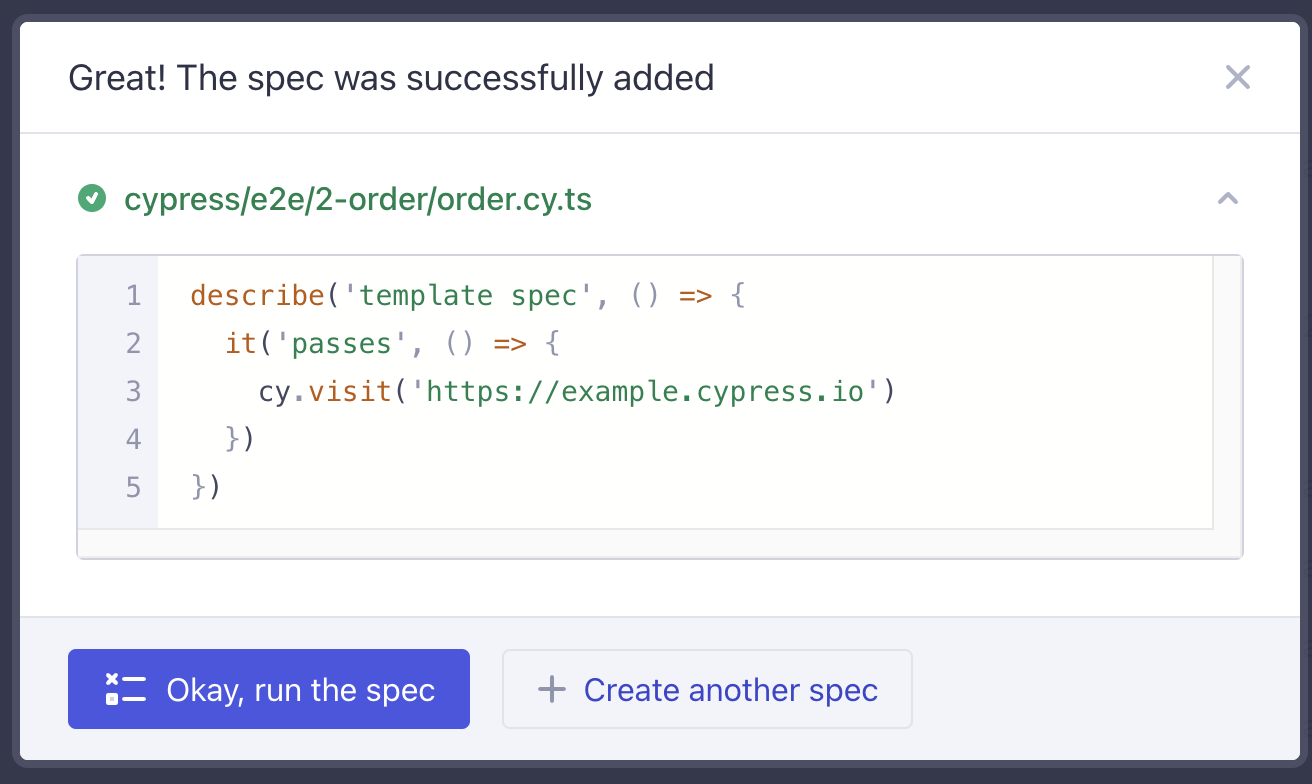 Great! The spec was successfully added
cypress/e2e/2-order/order.cy.ts
1 describe('template spec', () => {
2   it('passes', () => {
3     cy.visit('https://example.cypress.io')
4   })
5 })
Okay, run the spec
Create another spec